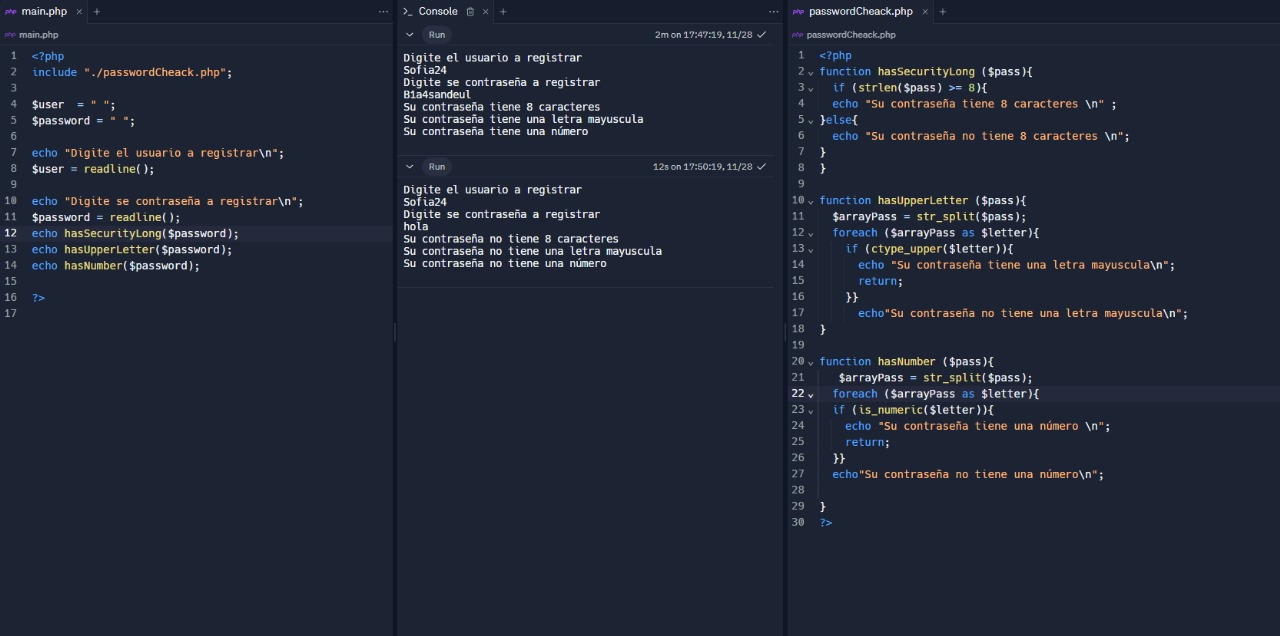 php main.php × +
php main.php
1 <?php
2 include "./passwordCheack.php";
3
4 $user  = " ";
5 $password = " ";
6
7 echo "Digite el usuario a registrar\n";
8 $user = readline();
9
10 echo "Digite se contraseña a registrar\n";
11 $password = readline();
12 echo hasSecurityLong($password);
13 echo hasUpperLetter($password);
14 echo hasNumber($password);
15
16 ?>
17
Console × +
Run 2m on 17:47:19, 11/28
Digite el usuario a registrar
Sofia24
Digite se contraseña a registrar
B1a4sandeul
Su contraseña tiene 8 caracteres
Su contraseña tiene una letra mayuscula
Su contraseña tiene una número
Run 12s on 17:50:19, 11/28
Digite el usuario a registrar
Sofia24
Digite se contraseña a registrar
hola
Su contraseña no tiene 8 caracteres
Su contraseña no tiene una letra mayuscula
Su contraseña no tiene una número
php passwordCheack.php × +
php passwordCheack.php
1 <?php
2 function hasSecurityLong ($pass){
3 if (strlen($pass) >= 8){
4 echo "Su contraseña tiene 8 caracteres \n" ;
5 }else{
6 echo "Su contraseña no tiene 8 caracteres \n";
7 }
8 }
9
10 function hasUpperLetter ($pass){
11 $arrayPass = str_split($pass);
12 foreach ($arrayPass as $letter){
13 if (ctype_upper($letter)){
14 echo "Su contraseña tiene una letra mayuscula\n";
15 return;
16 }}
17 echo"Su contraseña no tiene una letra mayuscula\n";
18 }
19
20 function hasNumber ($pass){
21 $arrayPass = str_split($pass);
22 foreach ($arrayPass as $letter){
23 if (is_numeric($letter)){
24 echo "Su contraseña tiene una número \n";
25 return;
26 }}
27 echo"Su contraseña no tiene una número\n";
28
29 }
30 ?>